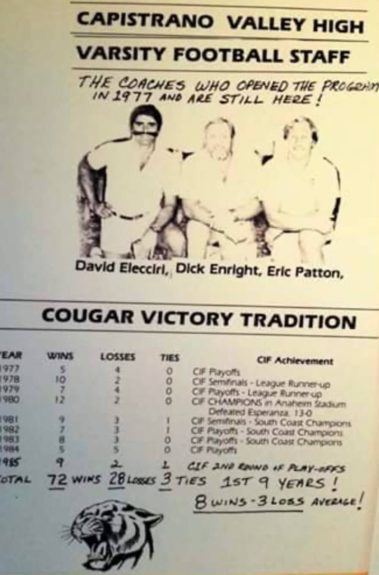 CAPISTRANO VALLEY HIGH
VARSITY FOOTBALL STAFF
THE COACHES WHO OPENED THE PROGRAM
IN 1977 AND ARE STILL HERE!
David Elecciri, Dick Enright, Eric Patton,
COUGAR VICTORY TRADITION
YEAR WINS LOSSES TIES CIF Achievement
1977 5 4 0 CIF Playoffs
1978 10 2 0 CIF Semifinals - League Runner-up
1979 7 4 0 CIF Playoffs - League Runner-up
1980 12 2 0 CIF CHAMPIONS in Anaheim Stadium
Defeated Esperanza, 13-0
1981 9 3 1 CIF Semifinals - South Coast Champions
1982 7 3 1 CIF Playoffs - South Coast Champions
1983 8 3 0 CIF Playoffs - South Coast Champions
1984 5 5 0 CIF Playoffs
1985 9 2 1 CIF 2ND ROUND OF PLAY-OFFS
TOTAL 72 WINS 28 LOSSES 3 TIES 1ST 9 YEARS!
8 WINS - 3 LOSS AVERAGE!